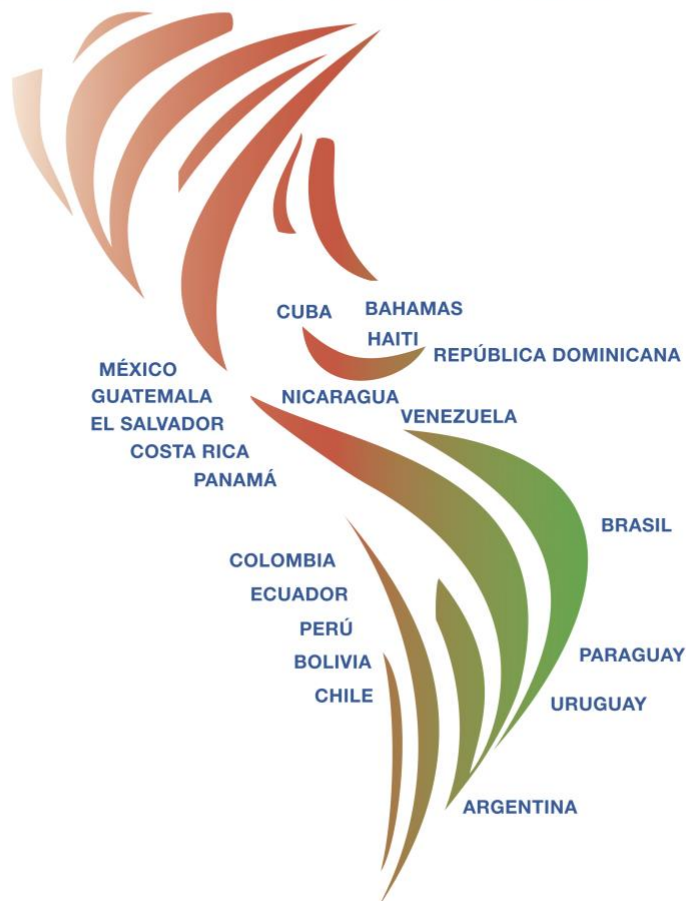 CUBA
BAHAMAS
HAITI
REPÚBLICA DOMINICANA
MÉXICO
GUATEMALA
EL SALVADOR
COSTA RICA
PANAMÁ
NICARAGUA
VENEZUELA
BRASIL
COLOMBIA
ECUADOR
PERÚ
BOLIVIA
CHILE
PARAGUAY
URUGUAY
ARGENTINA